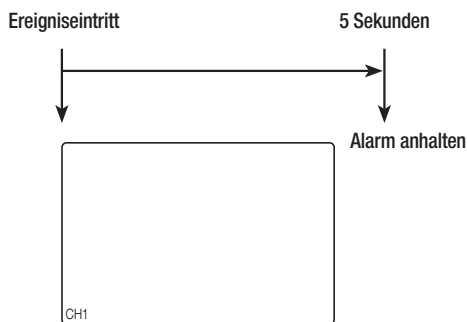 Ereigniseintritt
5 Sekunden
Alarm anhalten
CH1